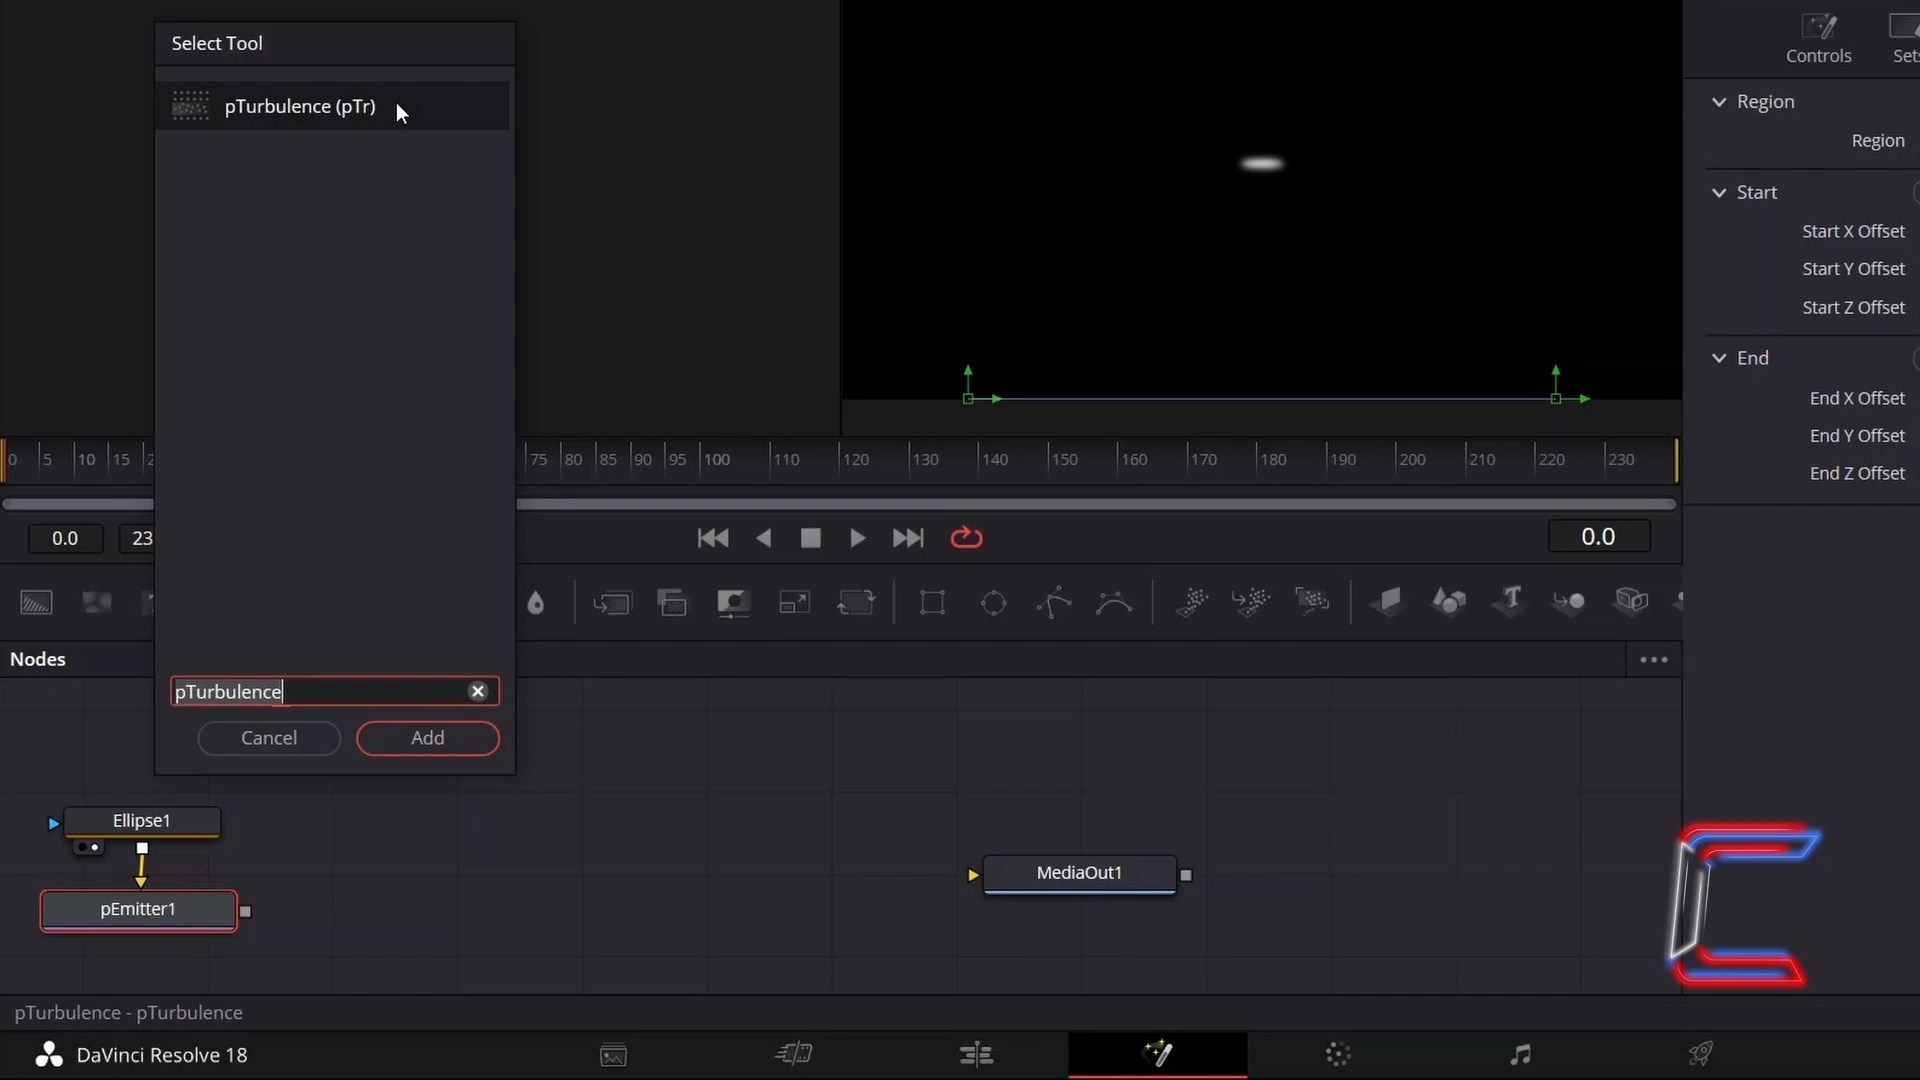 Select Tool
pTurbulence (pTr)
Controls
Sets
Region
Region
Start
Start X Offset
Start Y Offset
Start Z Offset
End
End X Offset
End Y Offset
End Z Offset
0 5 10 15 2 75 80 85 90 95 100 110 120 130 140 150 160 170 180 190 200 210 220 230
0.0 23 0.0
Nodes
pTurbulence
Cancel Add
Ellipse1
pEmitter1
MediaOut1
pTurbulence - pTurbulence
DaVinci Resolve 18